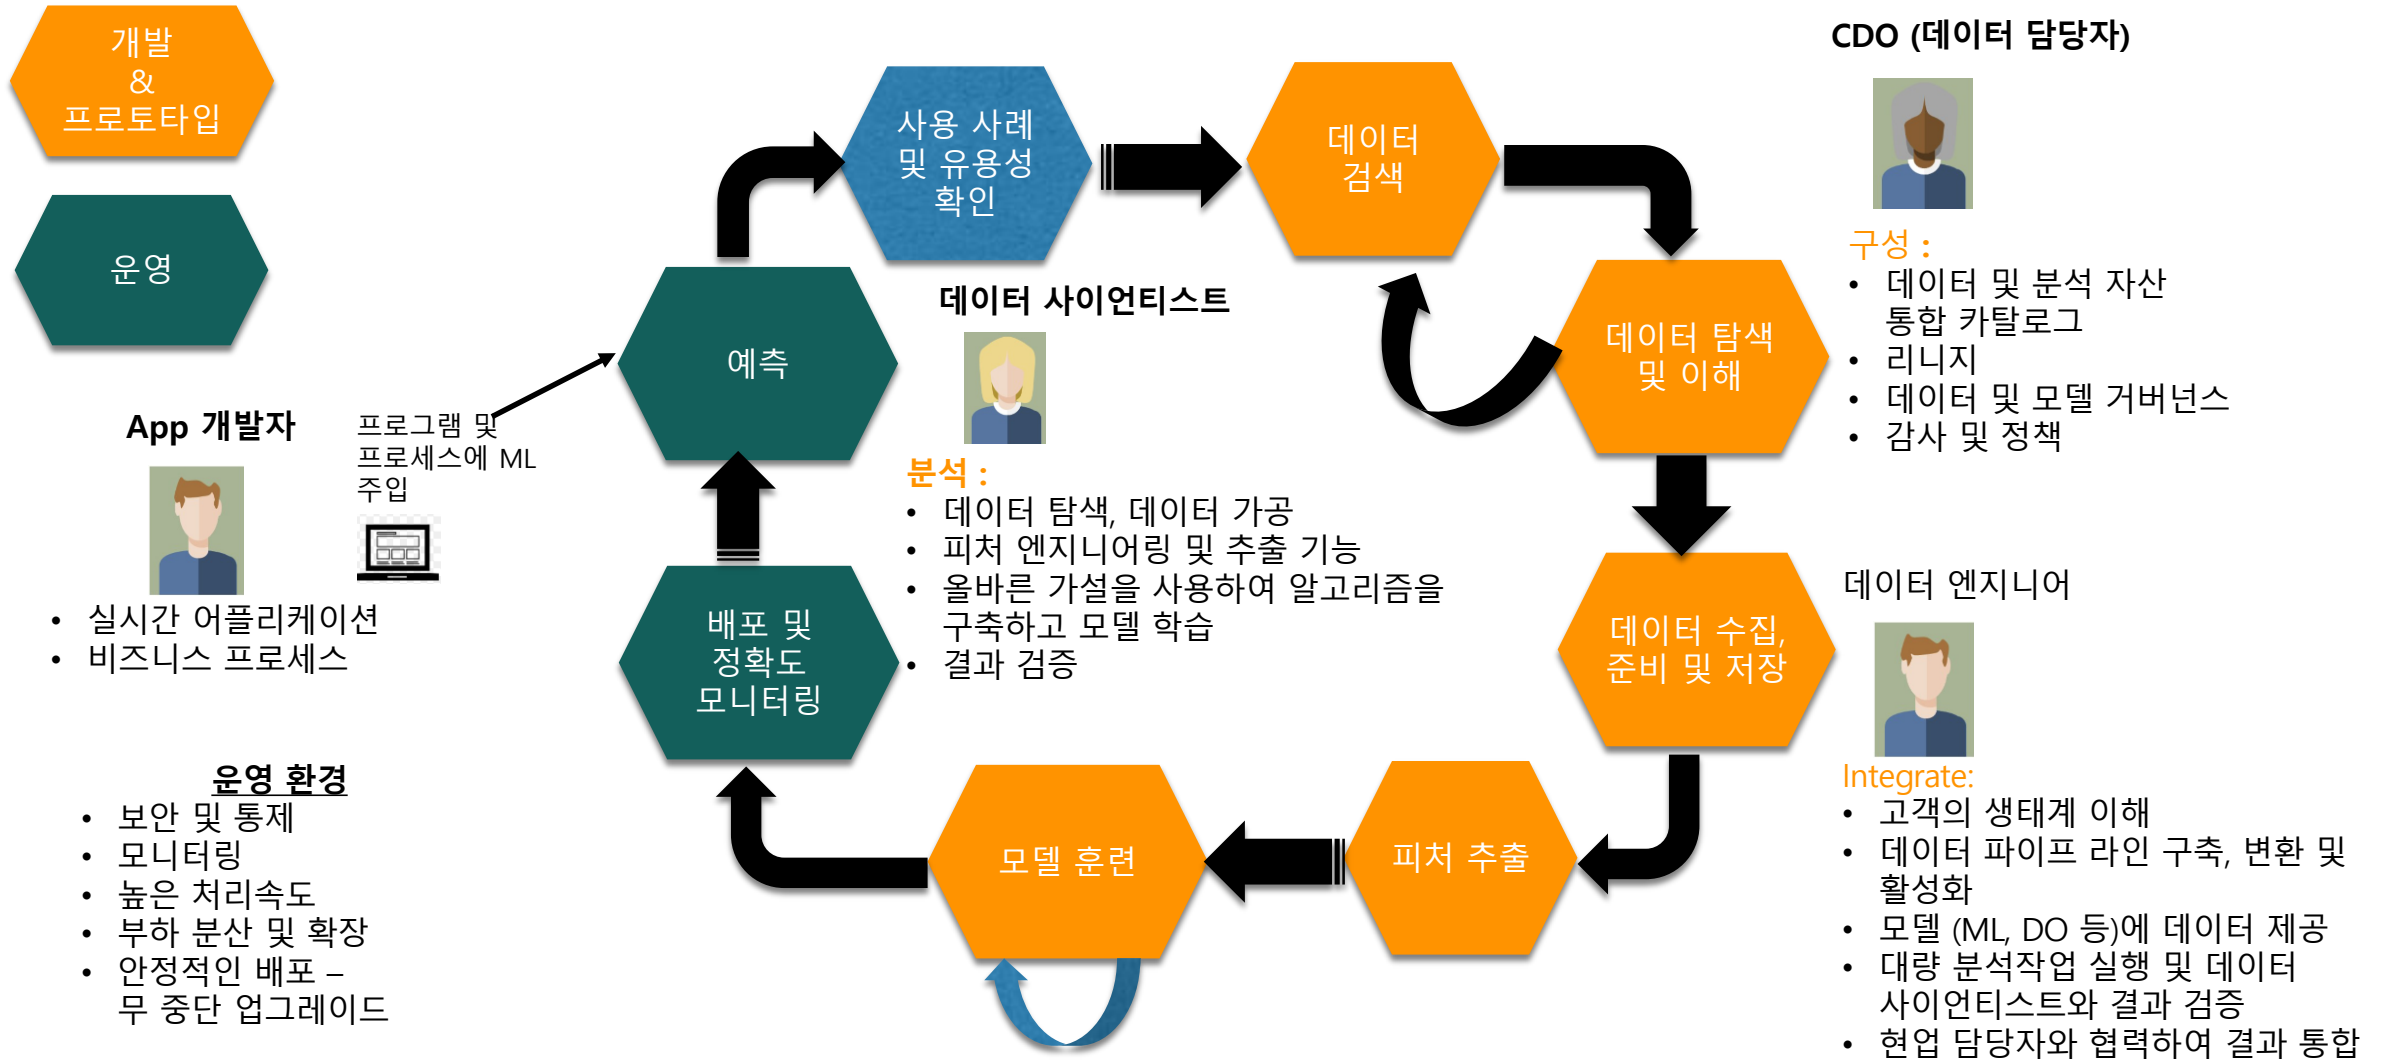 개발
&
프로토타입
운영
사용 사례
및 유용성
확인
데이터
검색
데이터 탐색
및 이해
데이터 수집,
준비 및 저장
피처 추출
모델 훈련
배포 및
정확도
모니터링
예측
CDO (데이터 담당자)
구성 :
• 데이터 및 분석 자산
통합 카탈로그
• 리니지
• 데이터 및 모델 거버넌스
• 감사 및 정책
데이터 사이언티스트
분석 :
• 데이터 탐색, 데이터 가공
• 피처 엔지니어링 및 추출 기능
• 올바른 가설을 사용하여 알고리즘을
구축하고 모델 학습
• 결과 검증
App 개발자
프로그램 및
프로세스에 ML
주입
• 실시간 어플리케이션
• 비즈니스 프로세스
데이터 엔지니어
Integrate:
• 고객의 생태계 이해
• 데이터 파이프 라인 구축, 변환 및
활성화
• 모델 (ML, DO 등)에 데이터 제공
• 대량 분석작업 실행 및 데이터
사이언티스트와 결과 검증
• 현업 담당자와 협력하여 결과 통합
운영 환경
• 보안 및 통제
• 모니터링
• 높은 처리속도
• 부하 분산 및 확장
• 안정적인 배포 –
무 중단 업그레이드